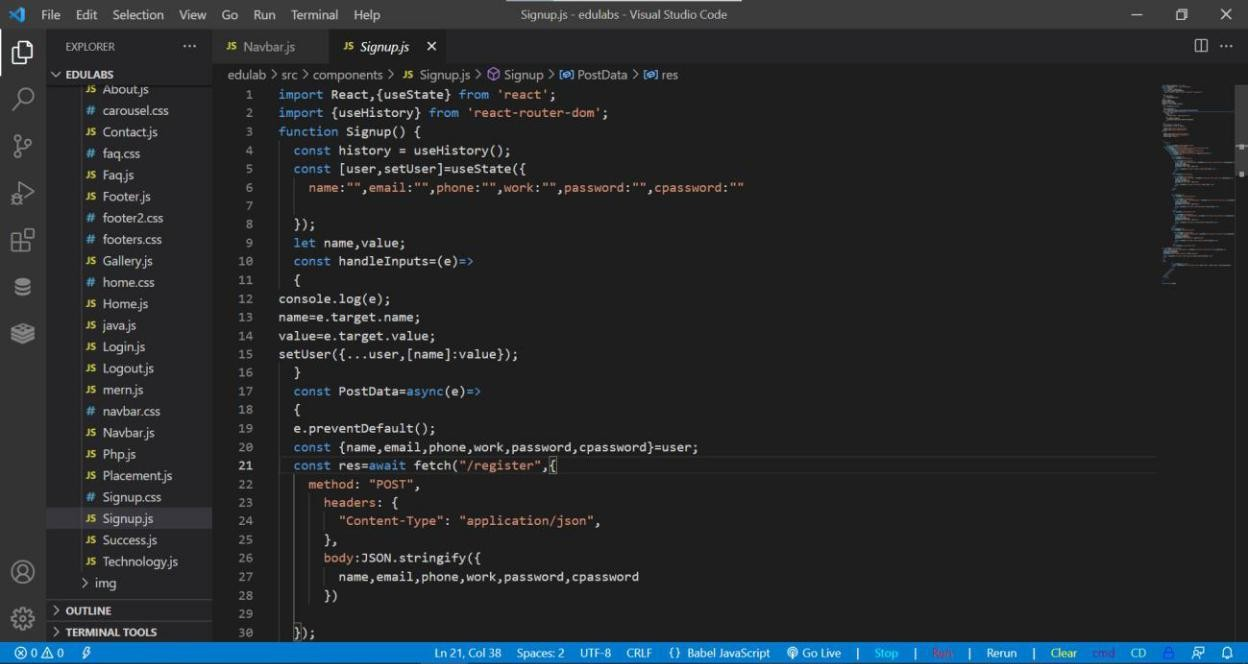 File Edit Selection View Go Run Terminal Help
Signup.js - edulabs - Visual Studio Code
EXPLORER
EDULABS
JS About.js
# carousel.css
JS Contact.js
# faq.css
JS Faq.js
JS Footer.js
# footer2.css
# footers.css
JS Gallery.js
# home.css
JS Home.js
JS java.js
JS Login.js
JS Logout.js
JS mern.js
# navbar.css
JS Navbar.js
JS Php.js
JS Placement.js
# Signup.css
JS Signup.js
JS Success.js
JS Technology.js
> img
> OUTLINE
> TERMINAL TOOLS
JS Navbar.js
JS Signup.js
edulab > src > components > JS Signup.js > Signup > PostData > res
1 import React,{useState} from 'react';
2 import {useHistory} from 'react-router-dom';
3 function Signup() {
4 const history = useHistory();
5 const [user,setUser]=useState({
6 name:"",email:"",phone:"",work:"",password:"",cpassword:""
7
8 });
9 let name,value;
10 const handleInputs=(e)=>
11 {
12 console.log(e);
13 name=e.target.name;
14 value=e.target.value;
15 setUser({...user,[name]:value});
16 }
17 const PostData=async(e)=>
18 {
19 e.preventDefault();
20 const {name,email,phone,work,password,cpassword}=user;
21 const res=await fetch("/register",{
22 method: "POST",
23 headers: {
24 "Content-Type": "application/json",
25 },
26 body:JSON.stringify({
27 name,email,phone,work,password,cpassword
28 })
29
30 });
0 0
Ln 21, Col 38 Spaces: 2 UTF-8 CRLF {} Babel JavaScript Go Live | Stop | Run | Rerun | Clear cmd CD